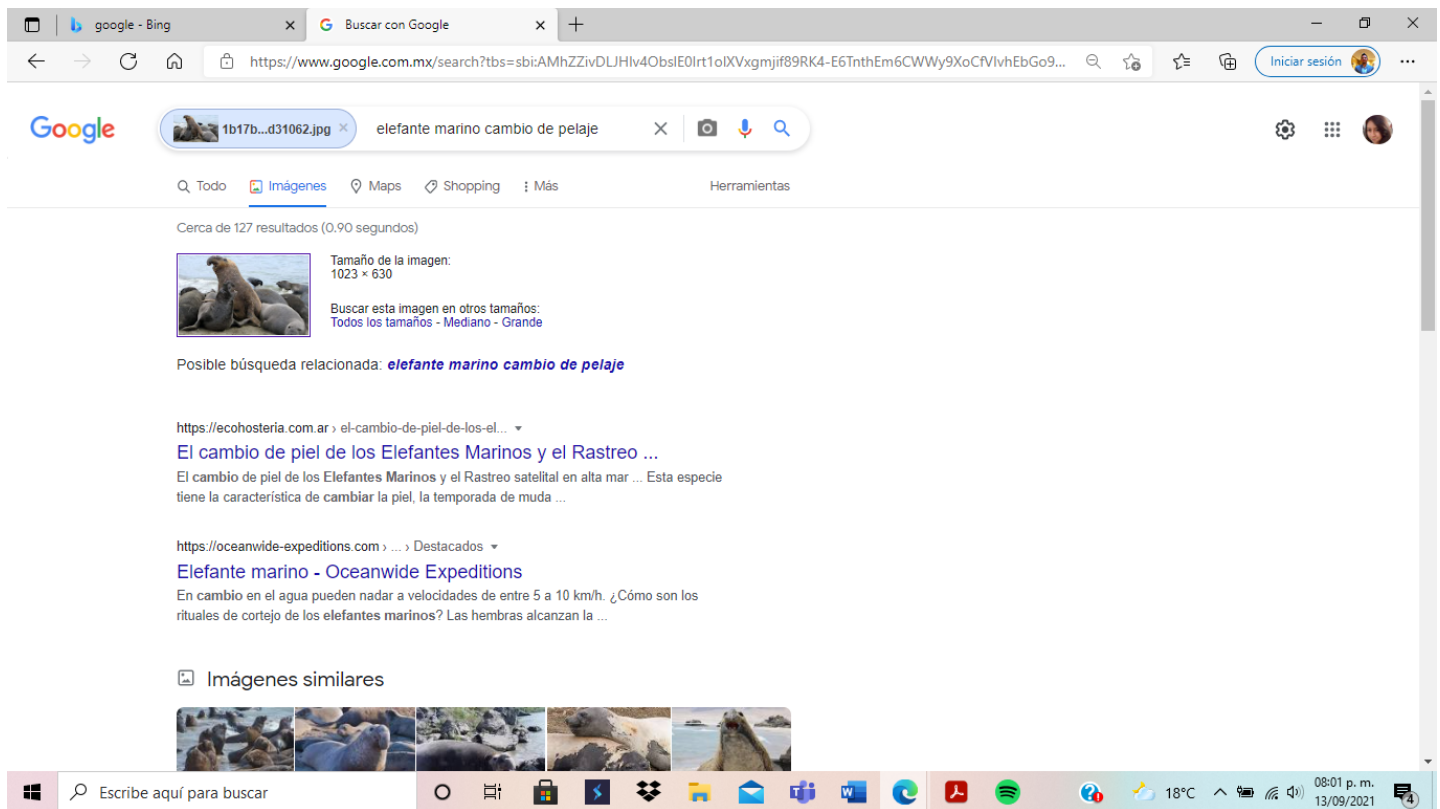 google - Bing
Buscar con Google
https://www.google.com.mx/search?tbs=sbi:AMhZZivDLJHIv4ObslE0Irt1oIXVxgmjif89RK4-E6TnthEm6CWWy9XoCfVIvhEbGo9...
Iniciar sesión
Google
1b17b...d31062.jpg
elefante marino cambio de pelaje
Todo Imágenes Maps Shopping Más Herramientas
Cerca de 127 resultados (0.90 segundos)
Tamaño de la imagen:
1023 × 630
Buscar esta imagen en otros tamaños:
Todos los tamaños - Mediano - Grande
Posible búsqueda relacionada: elefante marino cambio de pelaje
https://ecohosteria.com.ar › el-cambio-de-piel-de-los-el...
El cambio de piel de los Elefantes Marinos y el Rastreo ...
El cambio de piel de los Elefantes Marinos y el Rastreo satelital en alta mar ... Esta especie
tiene la característica de cambiar la piel, la temporada de muda ...
https://oceanwide-expeditions.com › ... › Destacados
Elefante marino - Oceanwide Expeditions
En cambio en el agua pueden nadar a velocidades de entre 5 a 10 km/h. ¿Cómo son los
rituales de cortejo de los elefantes marinos? Las hembras alcanzan la ...
Imágenes similares
Escribe aquí para buscar
18°C
08:01 p. m.
13/09/2021
4